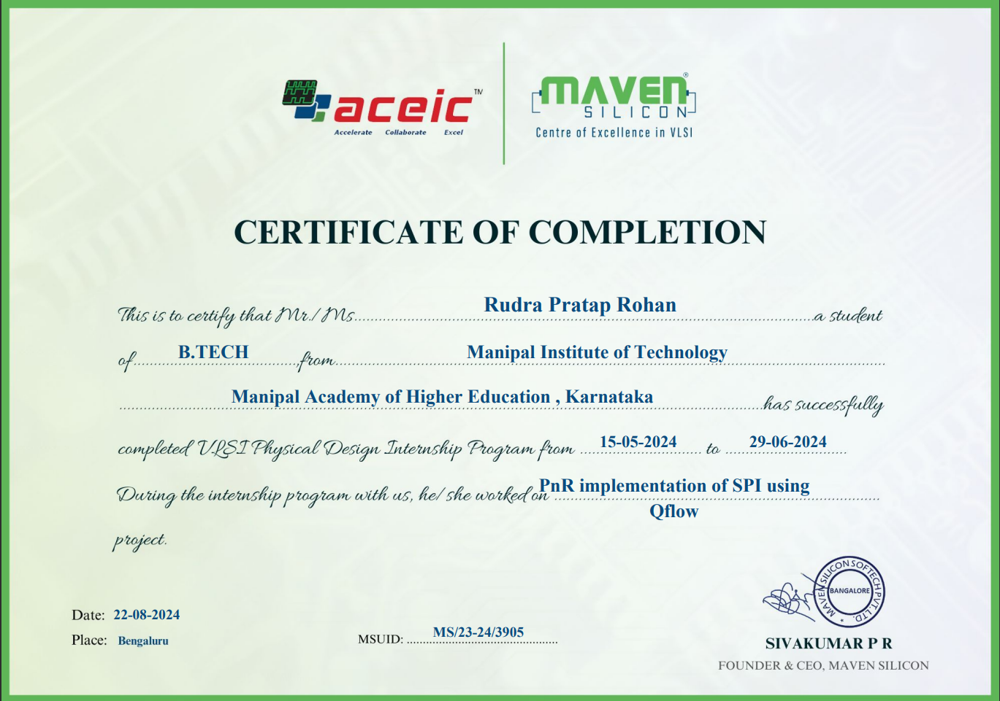 aceic™
Accelerate Collaborate Excel
MAVEN®
SILICON
Centre of Excellence in VLSI
CERTIFICATE OF COMPLETION
This is to certify that Mr./Ms. Rudra Pratap Rohan a student
of B.TECH ,from Manipal Institute of Technology
Manipal Academy of Higher Education , Karnataka has successfully
completed VLSI Physical Design Internship Program from 15-05-2024 to 29-06-2024
During the internship program with us, he/she worked on PnR implementation of SPI using
Qflow
project.
Date: 22-08-2024
Place: Bengaluru
MSUID: MS/23-24/3905
MAVEN SILICON SOFTECH PVT. LTD. *
BANGALORE
SIVAKUMAR P R
FOUNDER & CEO, MAVEN SILICON